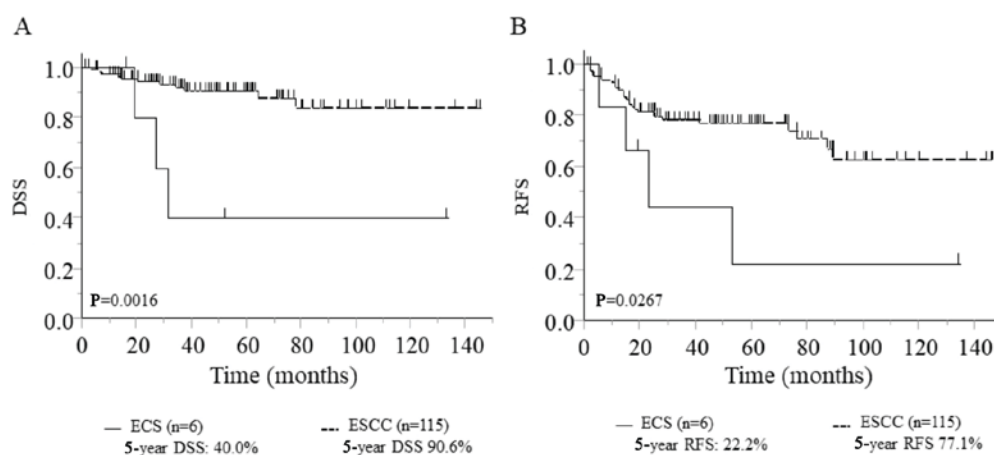 A
1.0
0.8
0.6
0.4
0.2
0.0
DSS
P=0.0016
0 20 40 60 80 100 120 140
Time (months)
ECS (n=6)
5-year DSS: 40.0%
ESCC (n=115)
5-year DSS 90.6%
B
1.0
0.8
0.6
0.4
0.2
0.0
RFS
P=0.0267
0 20 40 60 80 100 120 140
Time (months)
ECS (n=6)
5-year RFS: 22.2%
ESCC (n=115)
5-year RFS 77.1%